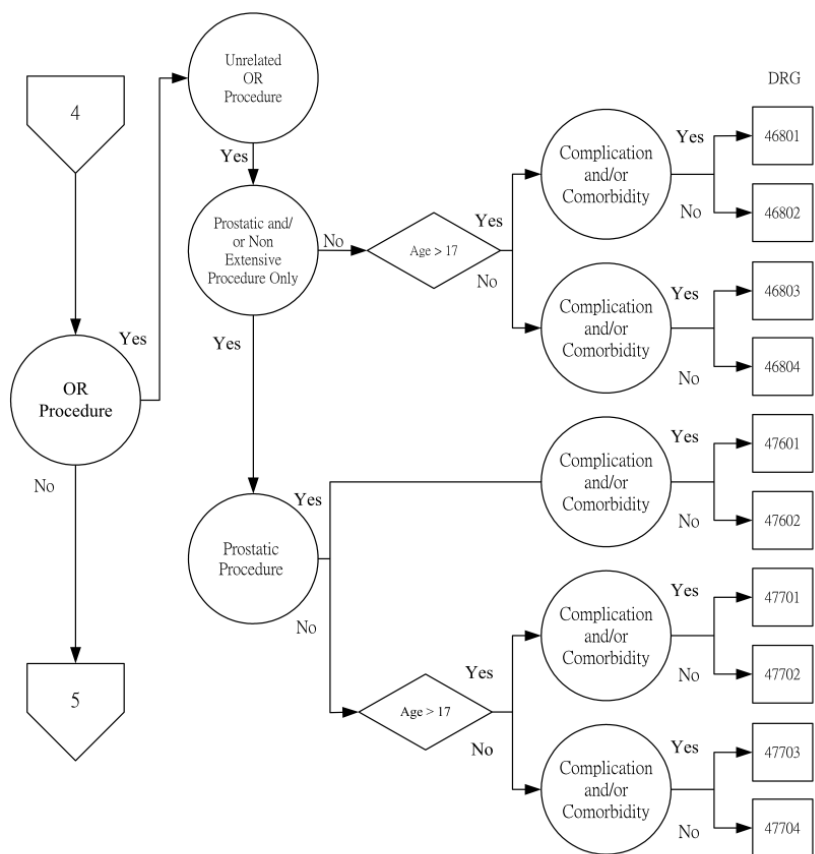 Unrelated
OR
Procedure
DRG
4
Yes
Complication
and/or
Comorbidity
Yes
46801
No
46802
Prostatic and/
or Non
Extensive
Procedure Only
No
Age > 17
Yes
No
Complication
and/or
Comorbidity
Yes
46803
No
46804
Yes
Yes
OR
Procedure
No
Complication
and/or
Comorbidity
Yes
47601
No
47602
Prostatic
Procedure
Yes
No
Complication
and/or
Comorbidity
Yes
47701
No
47702
Age > 17
Yes
No
Complication
and/or
Comorbidity
Yes
47703
No
47704
5